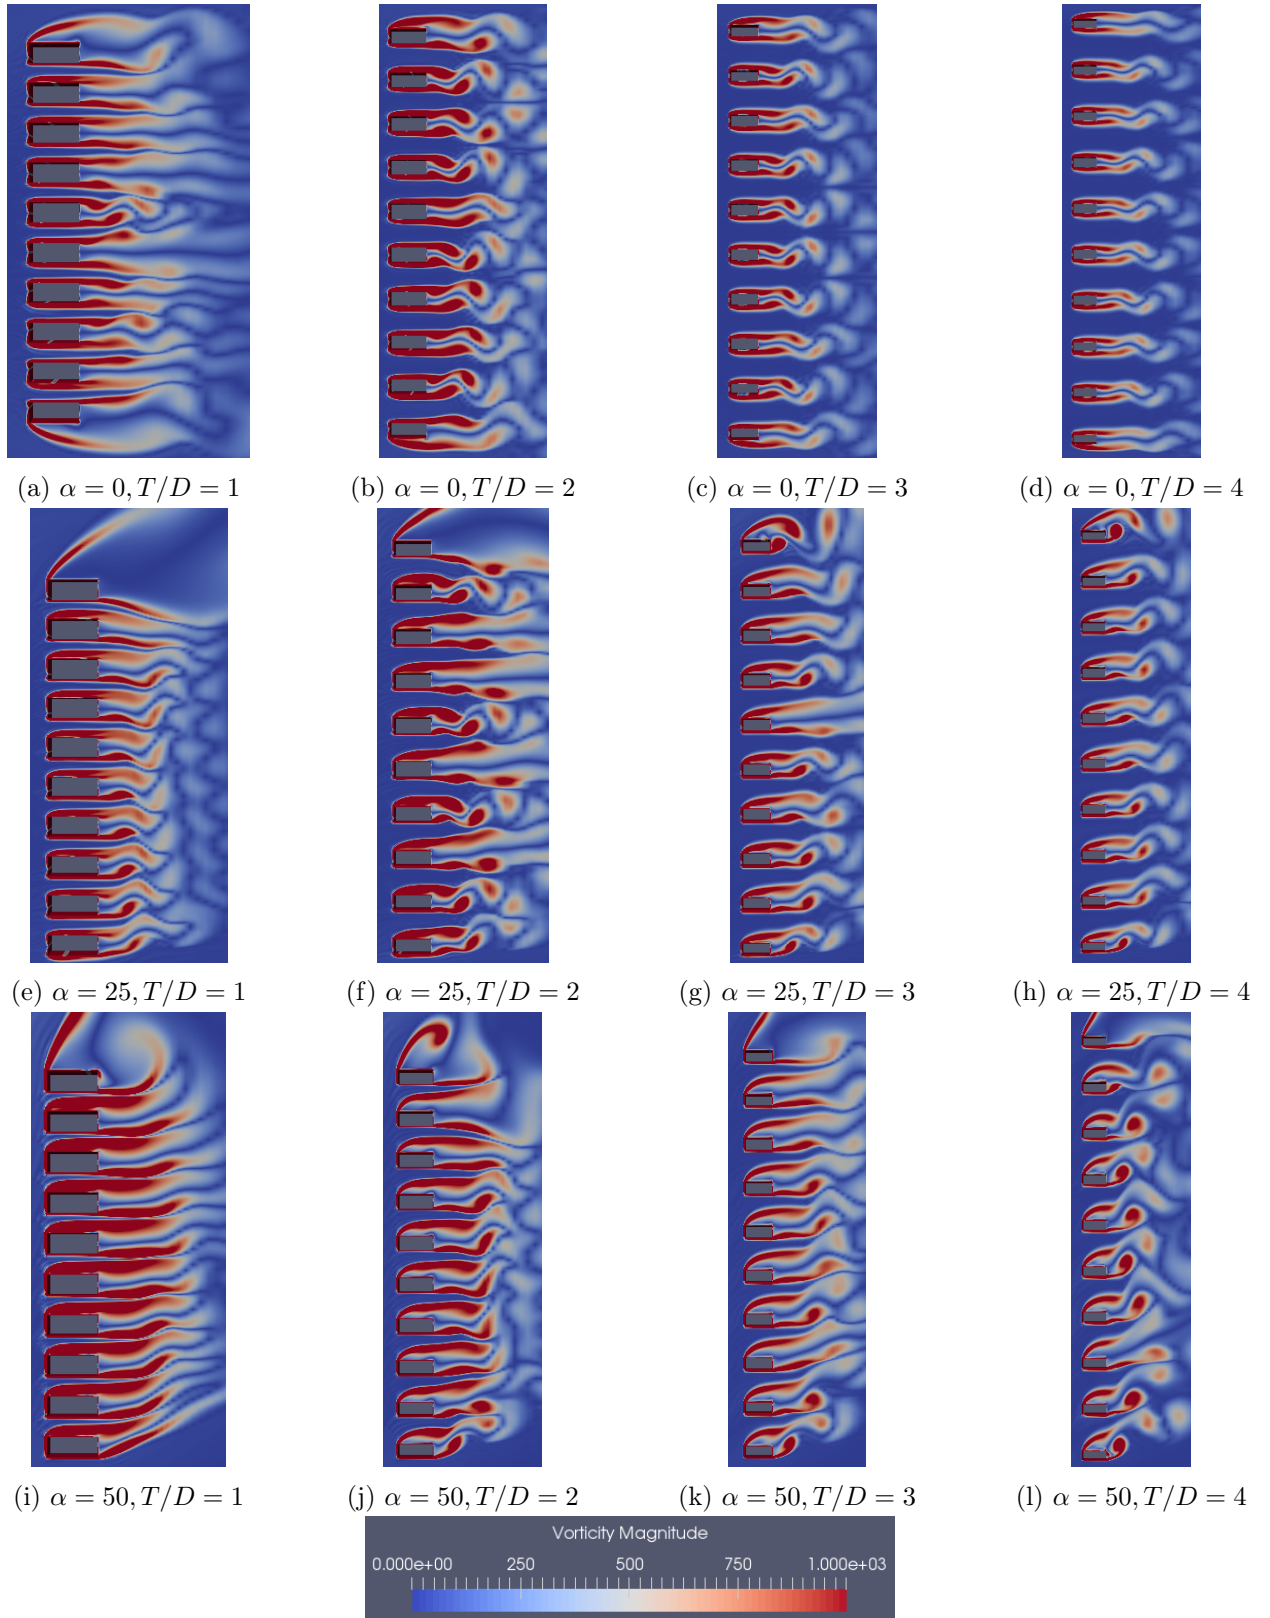 (a) α = 0, T/D = 1
(b) α = 0, T/D = 2
(c) α = 0, T/D = 3
(d) α = 0, T/D = 4
(e) α = 25, T/D = 1
(f) α = 25, T/D = 2
(g) α = 25, T/D = 3
(h) α = 25, T/D = 4
(i) α = 50, T/D = 1
(j) α = 50, T/D = 2
(k) α = 50, T/D = 3
(l) α = 50, T/D = 4
Vorticity Magnitude
0.000e+00 250 500 750 1.000e+03